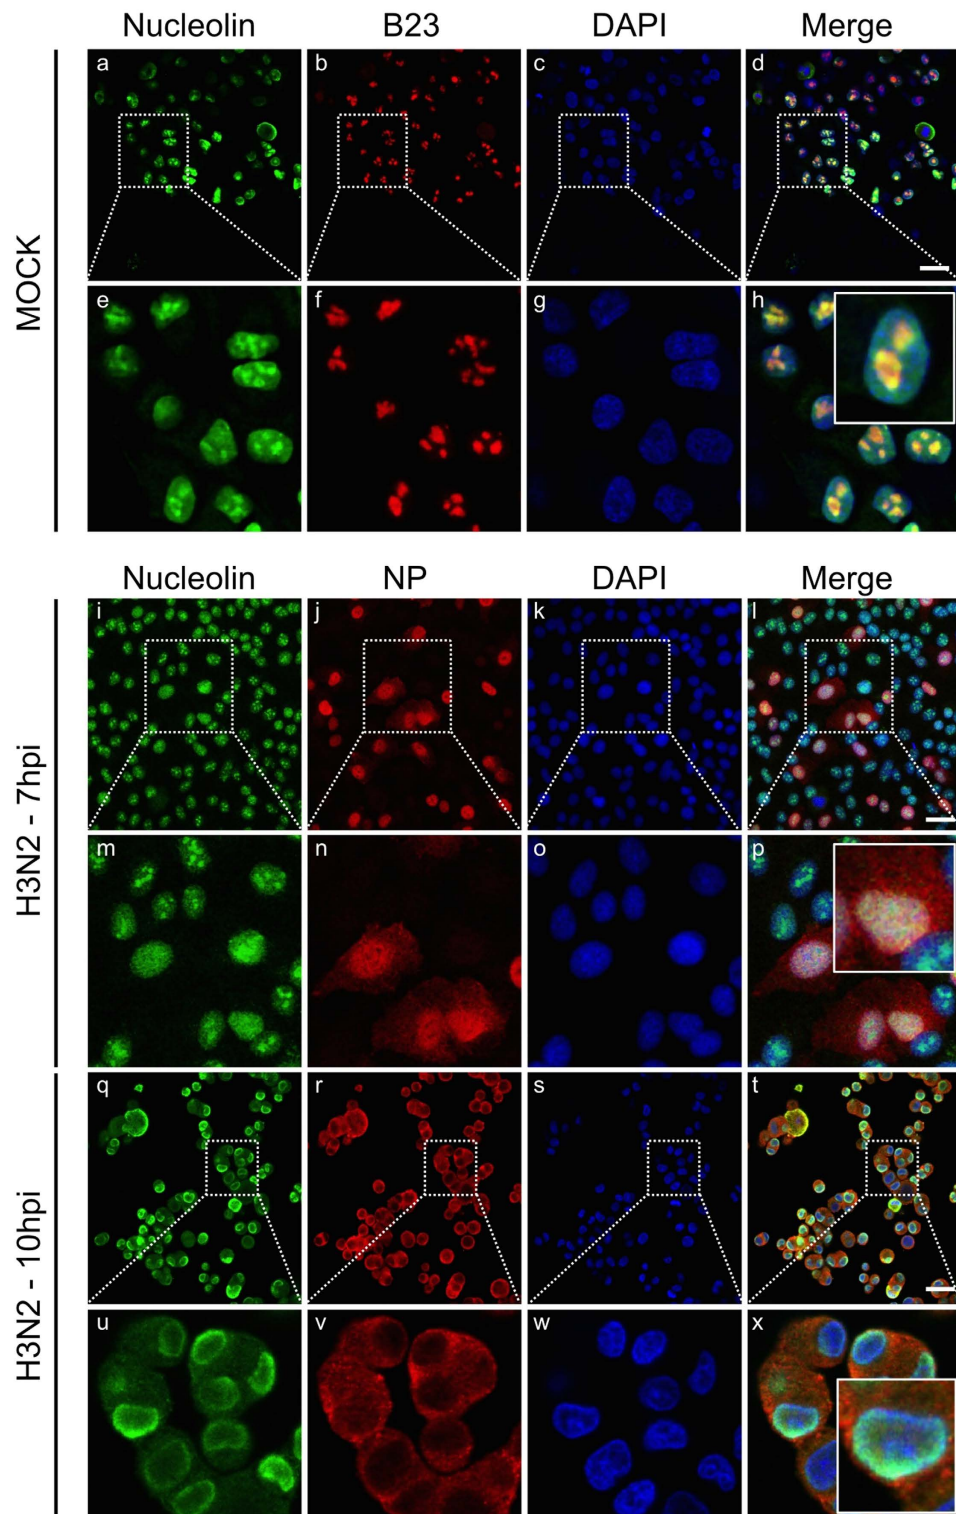 Nucleolin B23 DAPI Merge
MOCK
a b c d
e f g h
Nucleolin NP DAPI Merge
H3N2 - 7hpi
i j k l
m n o p
H3N2 - 10hpi
q r s t
u v w x